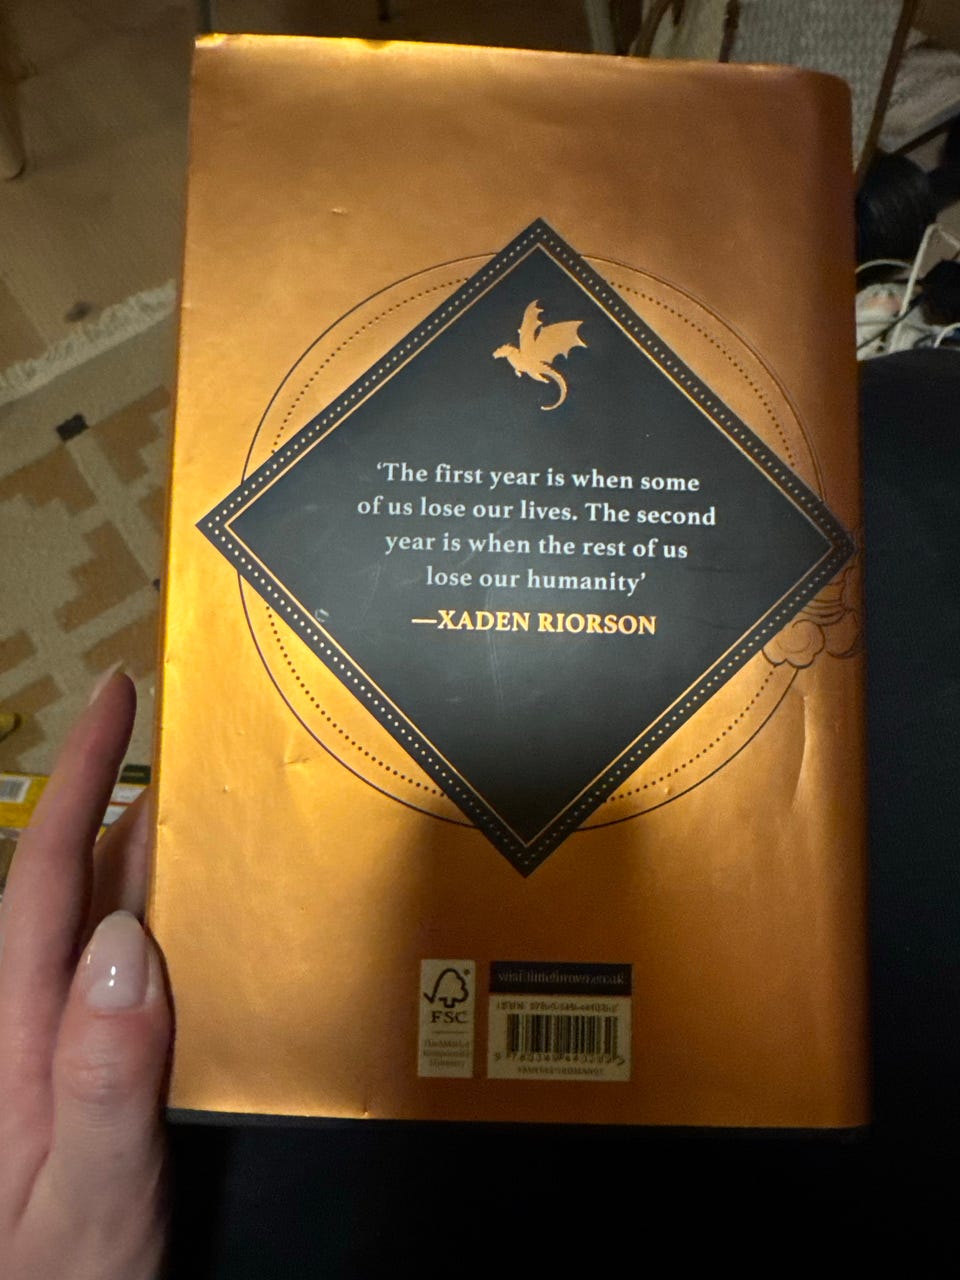 ‘The first year is when some
of us lose our lives. The second
year is when the rest of us
lose our humanity’
—XADEN RIORSON
FSC